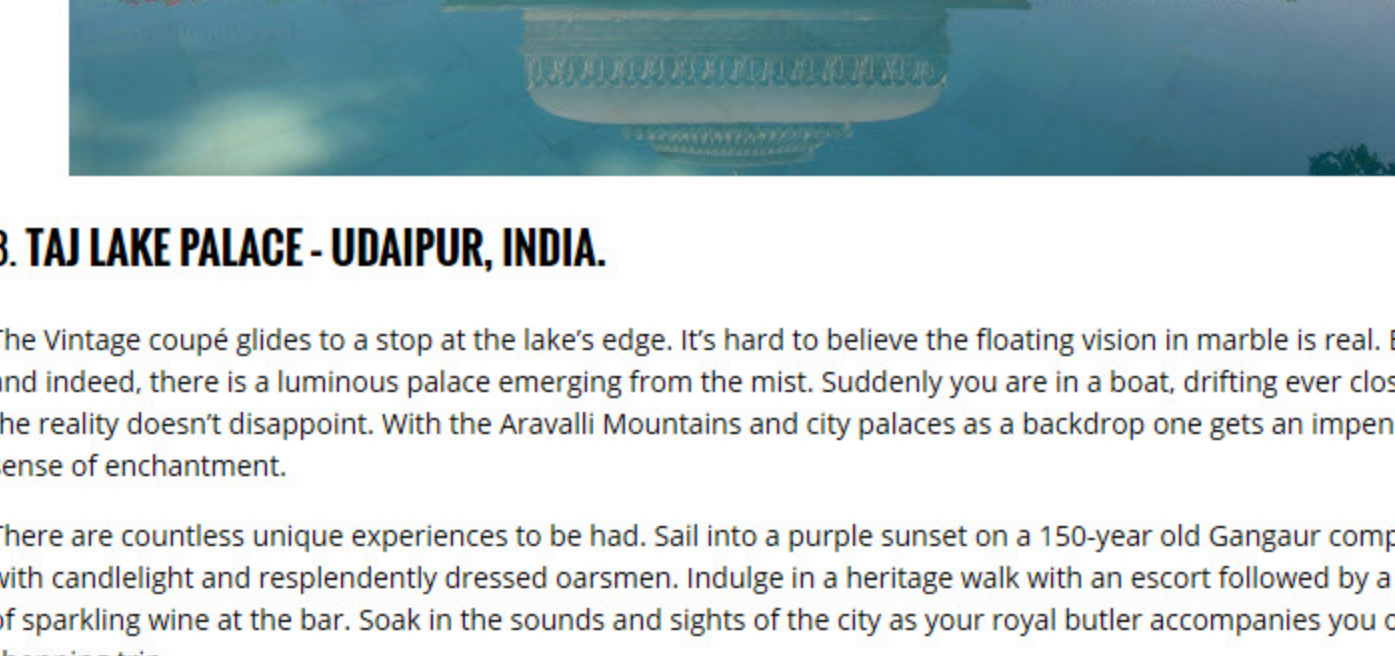 3. TAJ LAKE PALACE - UDAIPUR, INDIA.
The Vintage coupé glides to a stop at the lake's edge. It's hard to believe the floating vision in marble is real.
and indeed, there is a luminous palace emerging from the mist. Suddenly you are in a boat, drifting ever
the reality doesn't disappoint. With the Aravalli Mountains and city palaces as a backdrop one gets an
sense of enchantment.
There are countless unique experiences to be had. Sail into a purple sunset on a 150-year old Gangaur
with candlelight and resplendently dressed oarsmen. Indulge in a heritage walk with an escort followed by a
of sparkling wine at the bar. Soak in the sounds and sights of the city as your royal butler accompanies you